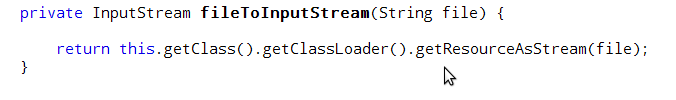 private InputStream fileToInputStream(String file) {
return this.getClass().getClassLoader().getResourceAsStream(file);
}